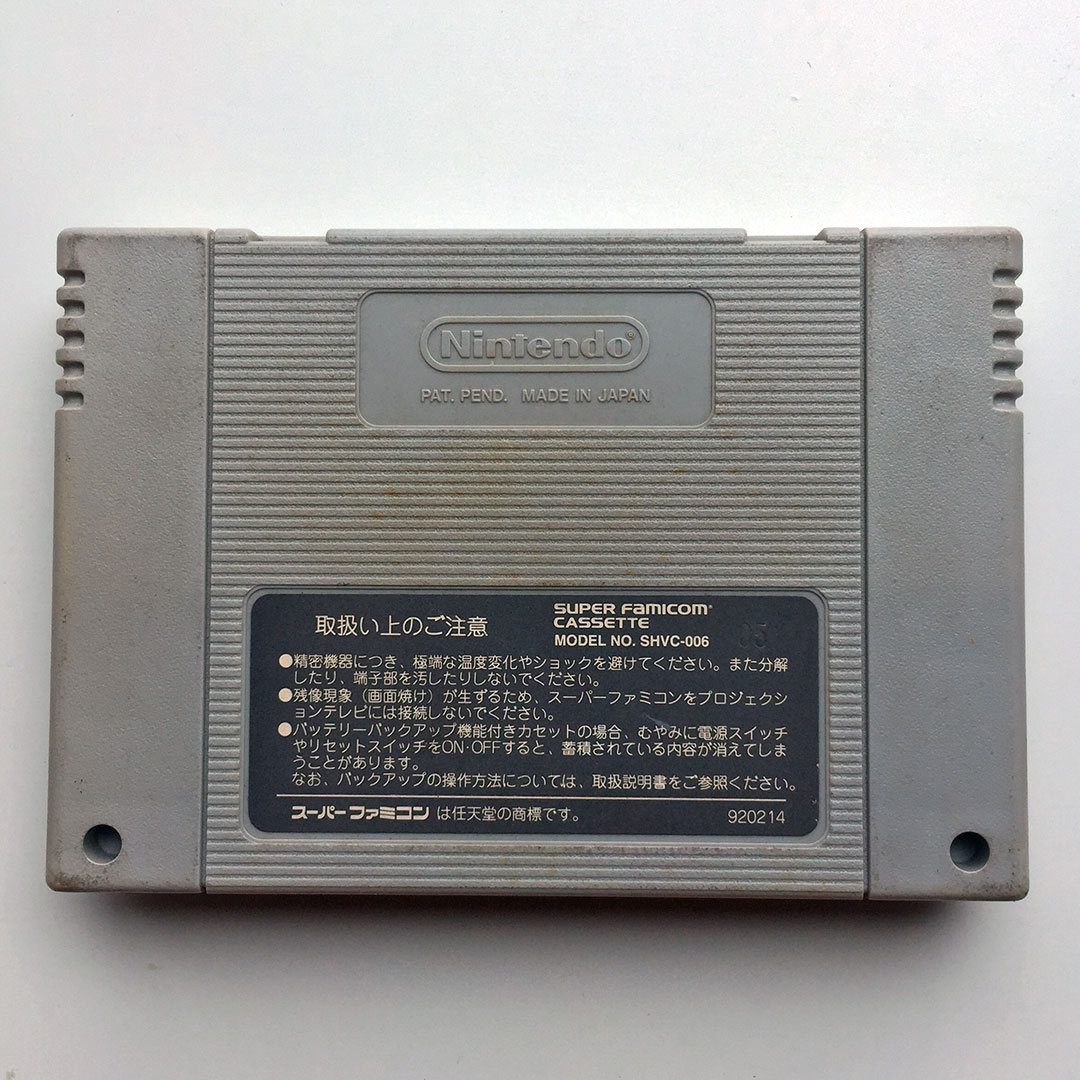 Nintendo®
PAT. PEND. MADE IN JAPAN
取扱い上のご注意
SUPER FAMICOM®
CASSETTE
MODEL NO. SHVC-006
●精密機器につき、極端な温度変化やショックを避けてください。また分解
したり、端子部を汚したりしないでください。
●残像現象（画面焼け）が生ずるため、スーパーファミコンをプロジェクシ
ョンテレビには接続しないでください。
●バッテリーバックアップ機能付きカセットの場合、むやみに電源スイッチ
やリセットスイッチをON·OFFすると、蓄積されている内容が消えてしま
うことがあります。
なお、バックアップの操作方法については、取扱説明書をご参照ください。
スーパーファミコン は任天堂の商標です。
920214